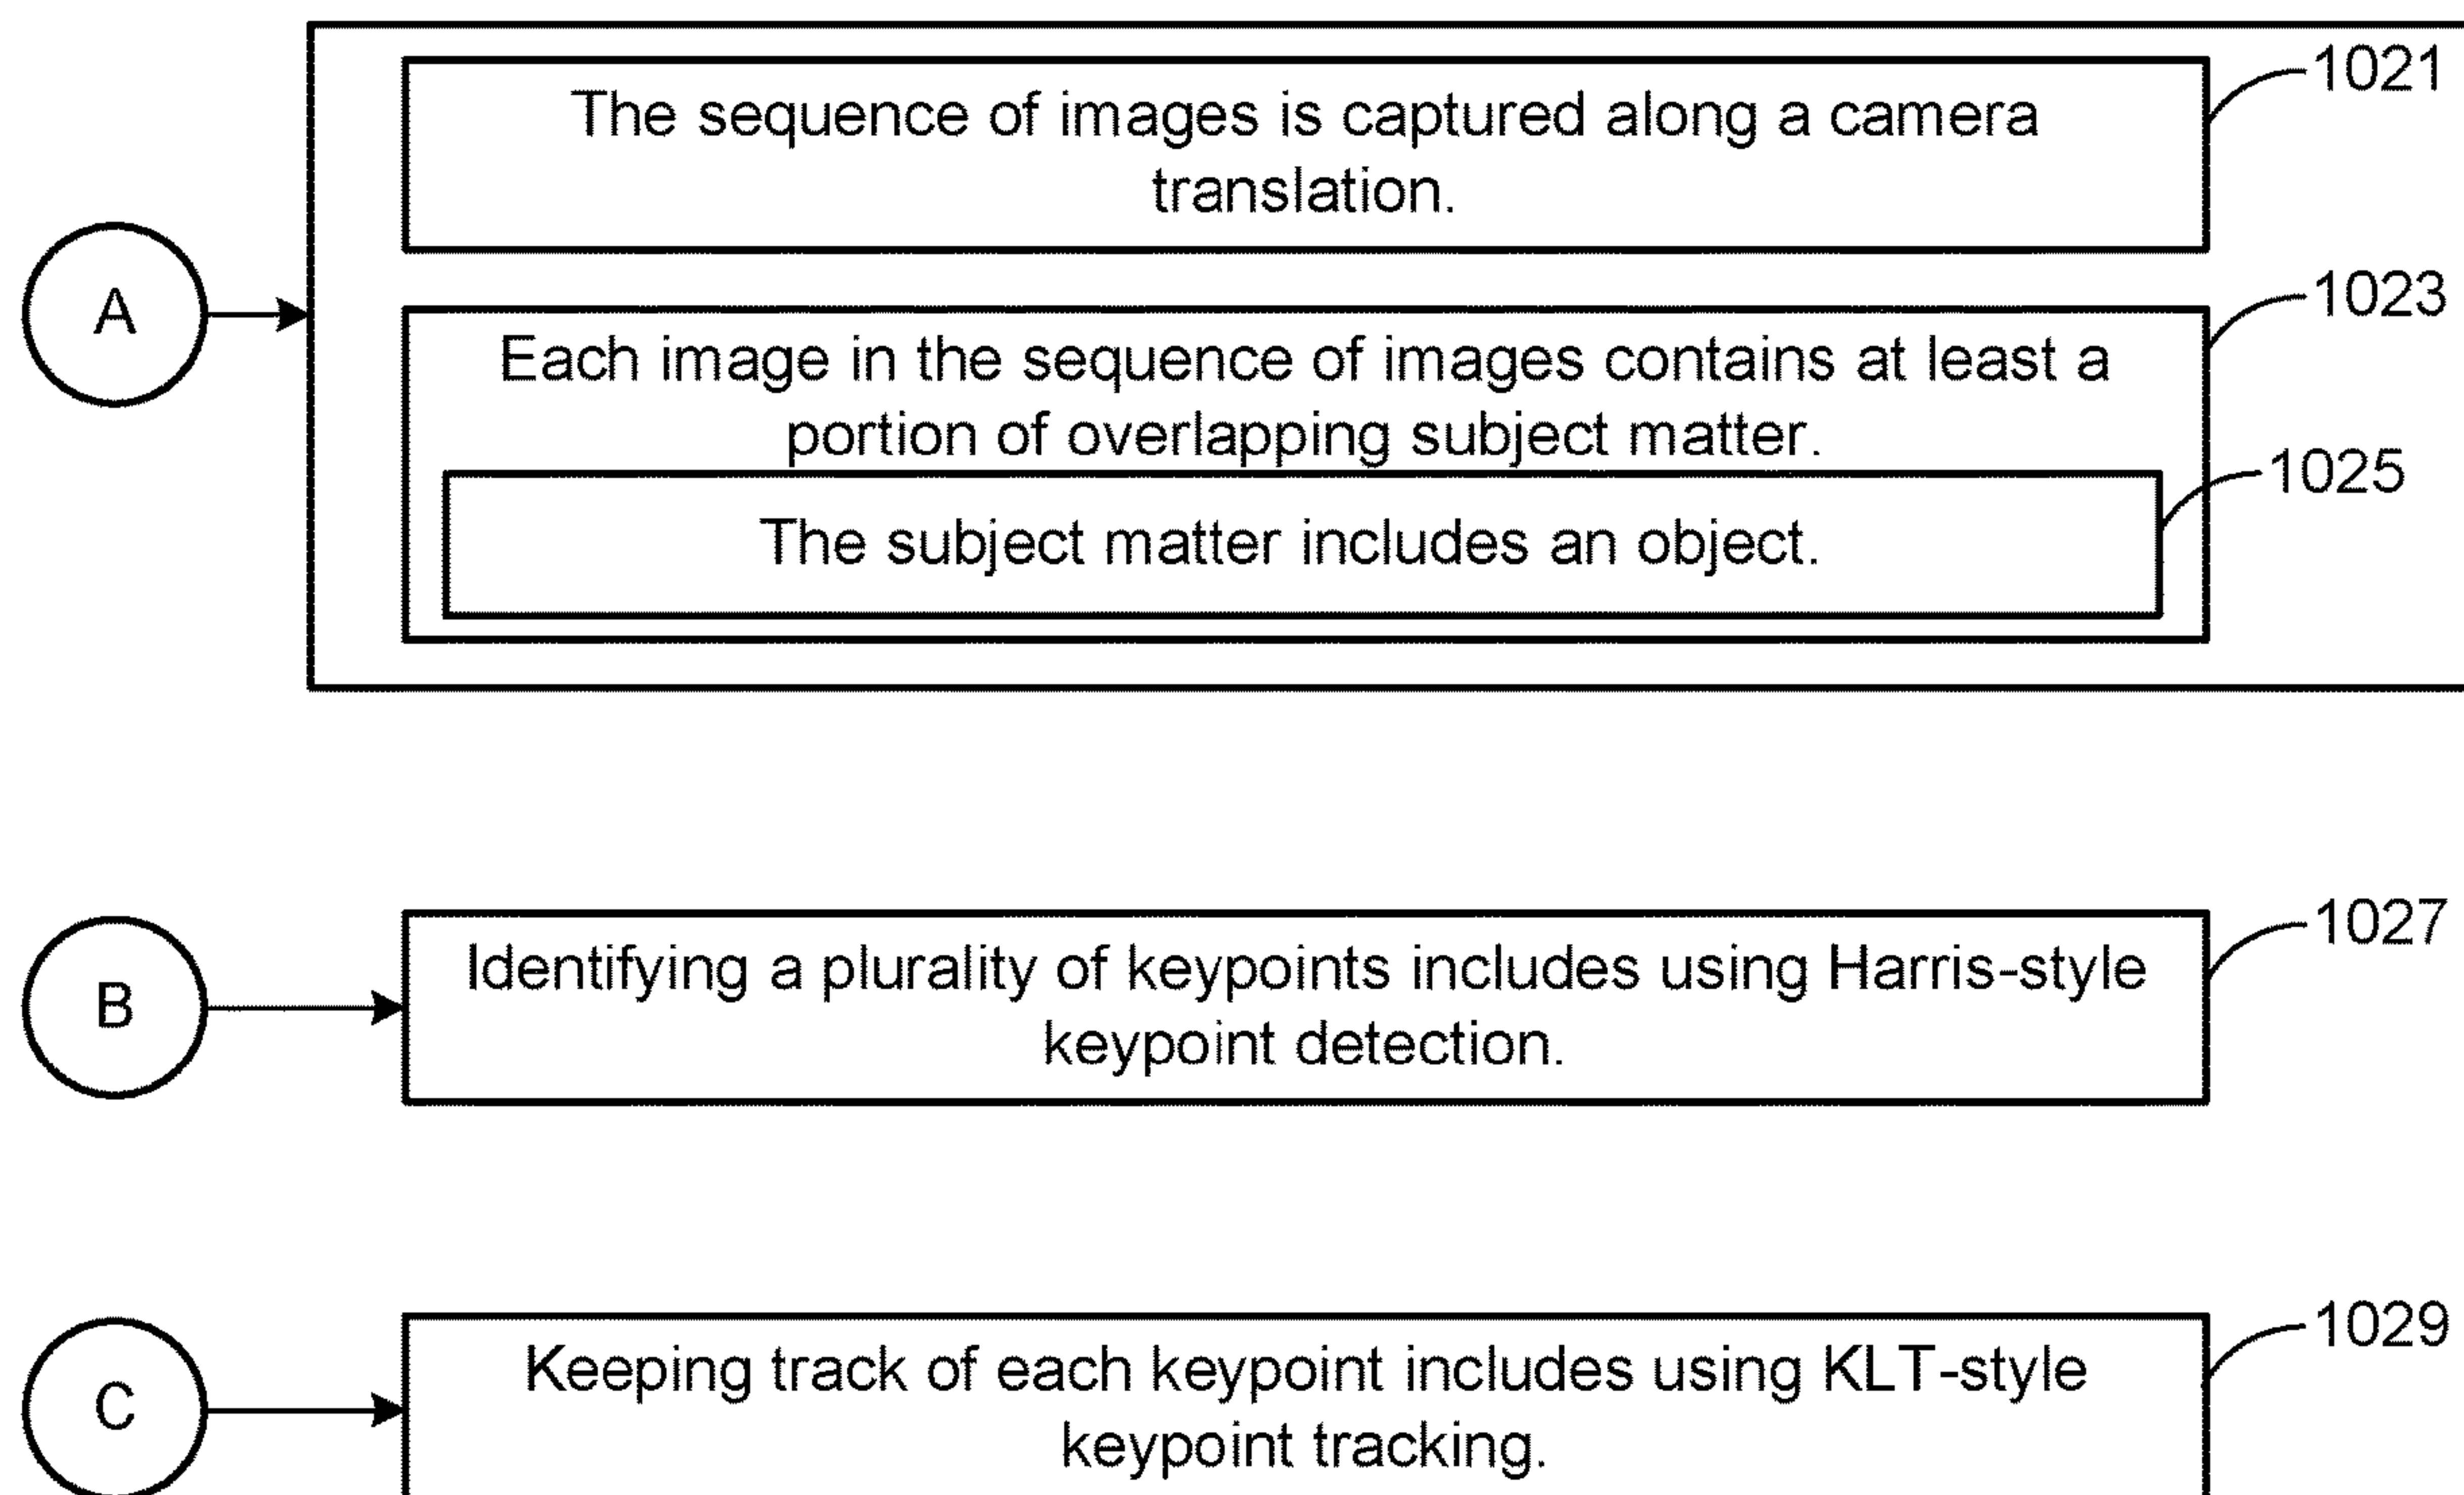 1021
The sequence of images is captured along a camera
translation.
A
1023
Each image in the sequence of images contains at least a
portion of overlapping subject matter.
1025
The subject matter includes an object.
1027
Identifying a plurality of keypoints includes using Harris-style
keypoint detection.
B
1029
Keeping track of each keypoint includes using KLT-style
keypoint tracking.
C